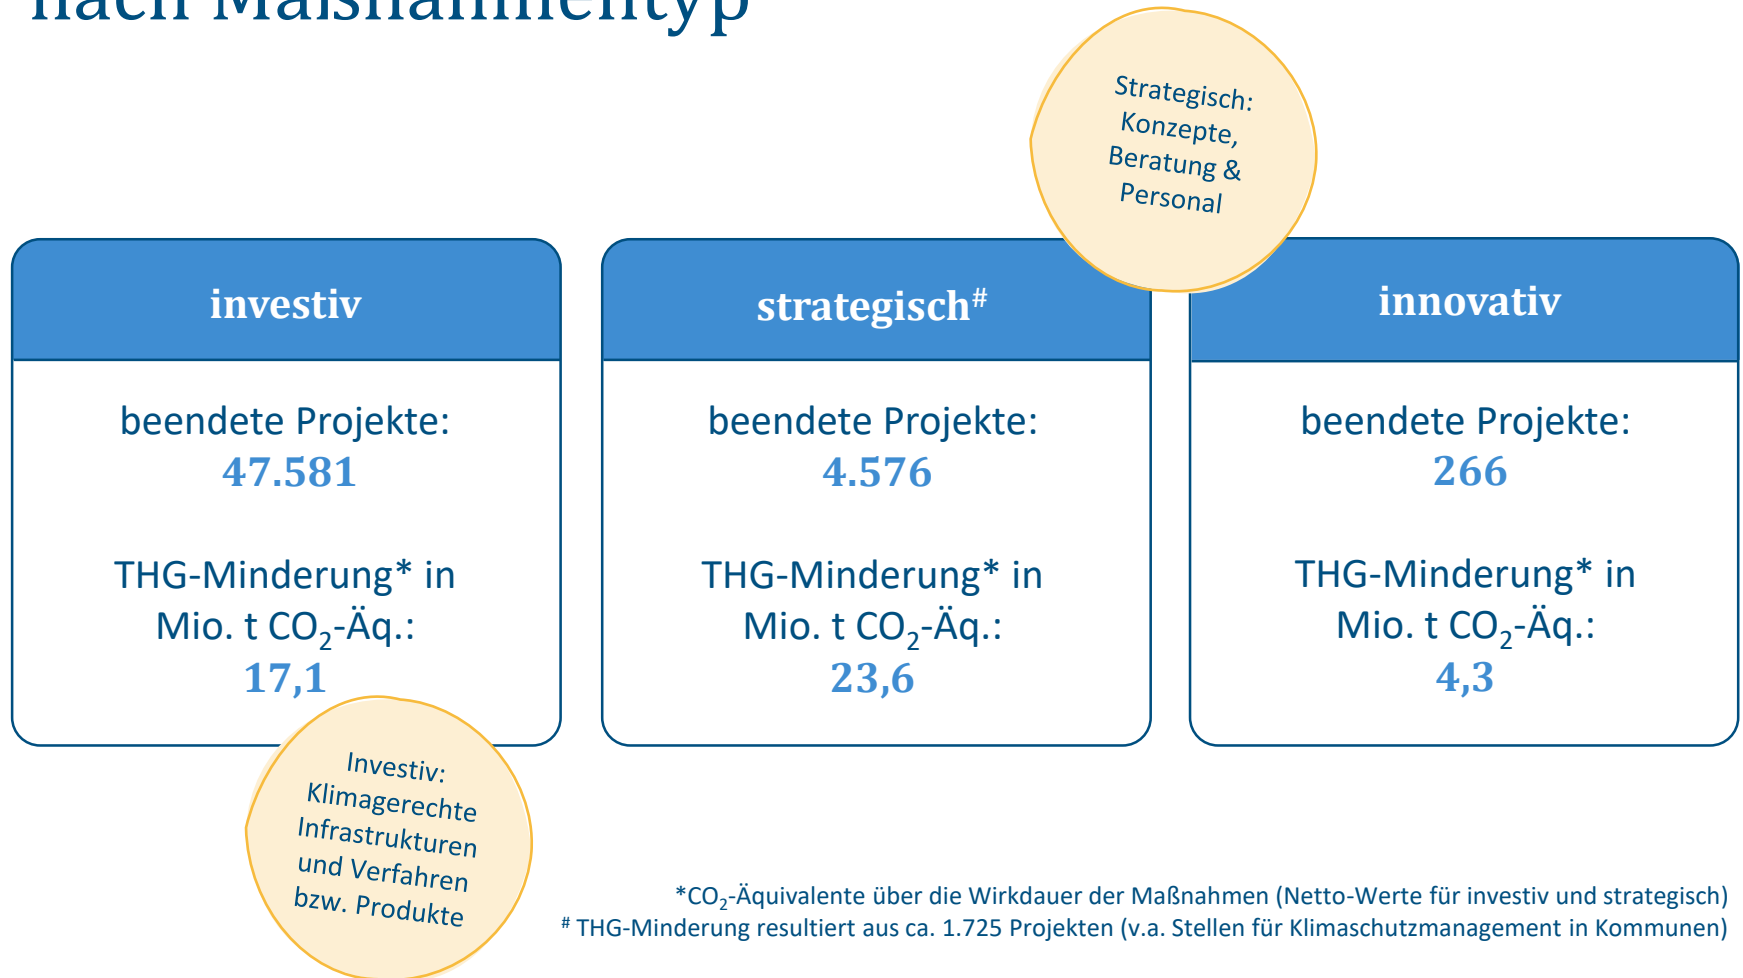 nach Maßnahmentyp
Strategisch:
Konzepte,
Beratung &
Personal
investiv
beendete Projekte:
47.581
THG-Minderung* in
Mio. t CO₂-Äq.:
17,1
Investiv:
Klimagerechte
Infrastrukturen
und Verfahren
bzw. Produkte
strategisch#
beendete Projekte:
4.576
THG-Minderung* in
Mio. t CO₂-Äq.:
23,6
innovativ
beendete Projekte:
266
THG-Minderung* in
Mio. t CO₂-Äq.:
4,3
*CO₂-Äquivalente über die Wirkdauer der Maßnahmen (Netto-Werte für investiv und strategisch)
# THG-Minderung resultiert aus ca. 1.725 Projekten (v.a. Stellen für Klimaschutzmanagement in Kommunen)